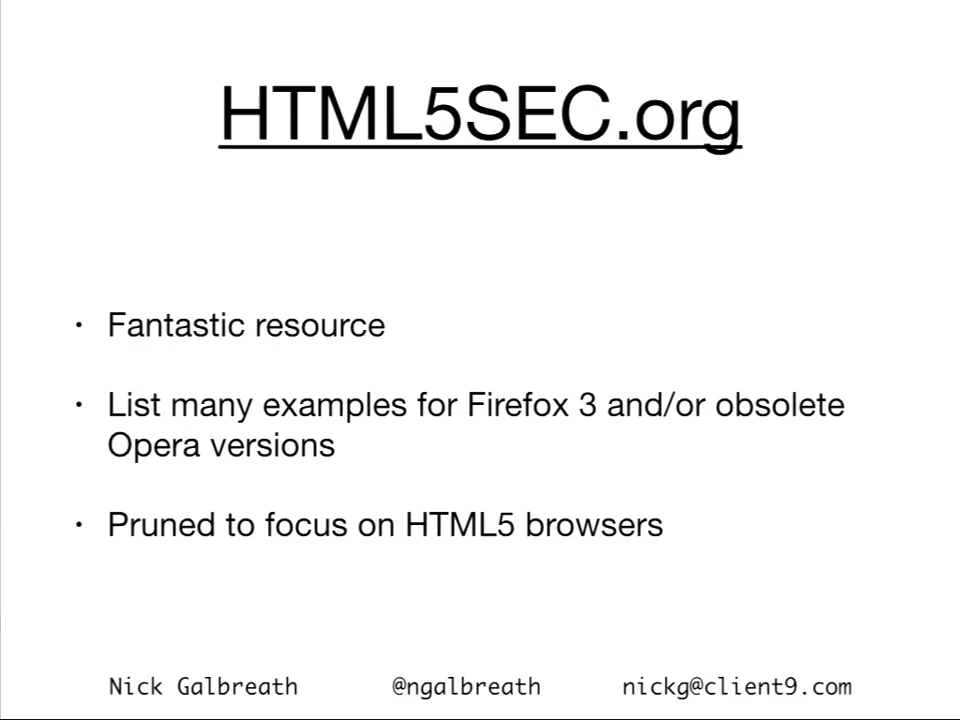 HTML5SEC.org
• Fantastic resource
• List many examples for Firefox 3 and/or obsolete
Opera versions
• Pruned to focus on HTML5 browsers
Nick Galbreath @ngalbreath nickg@client9.com